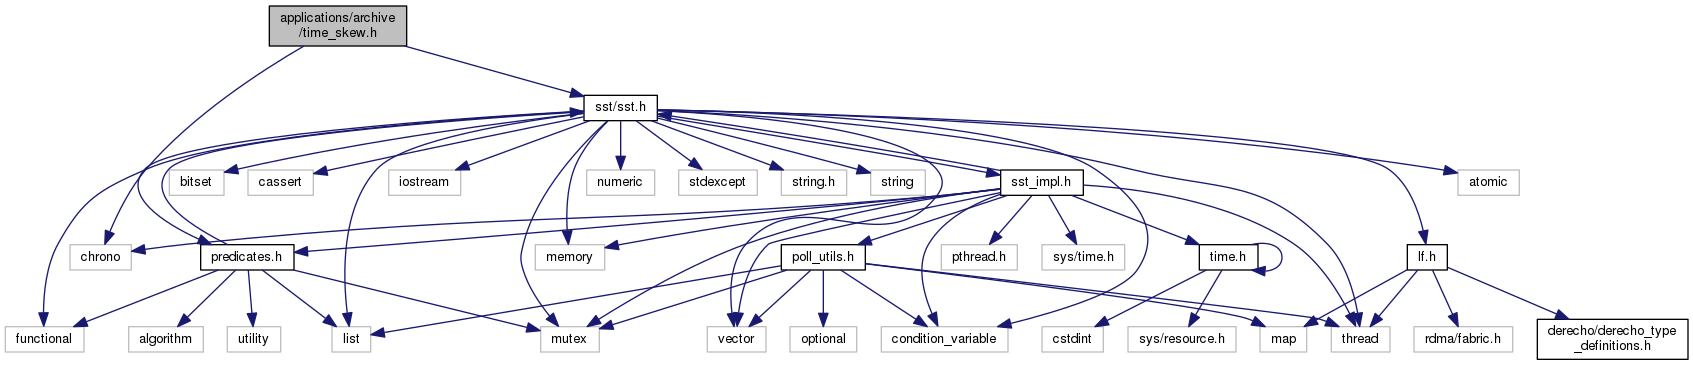 applications/archive
/time_skew.h
sst/sst.h
bitset
cassert
iostream
numeric
stdexcept
string.h
string
sst_impl.h
atomic
chrono
predicates.h
memory
poll_utils.h
pthread.h
sys/time.h
time.h
lf.h
functional
algorithm
utility
list
mutex
vector
optional
condition_variable
cstdint
sys/resource.h
map
thread
rdma/fabric.h
derecho/derecho_type
_definitions.h